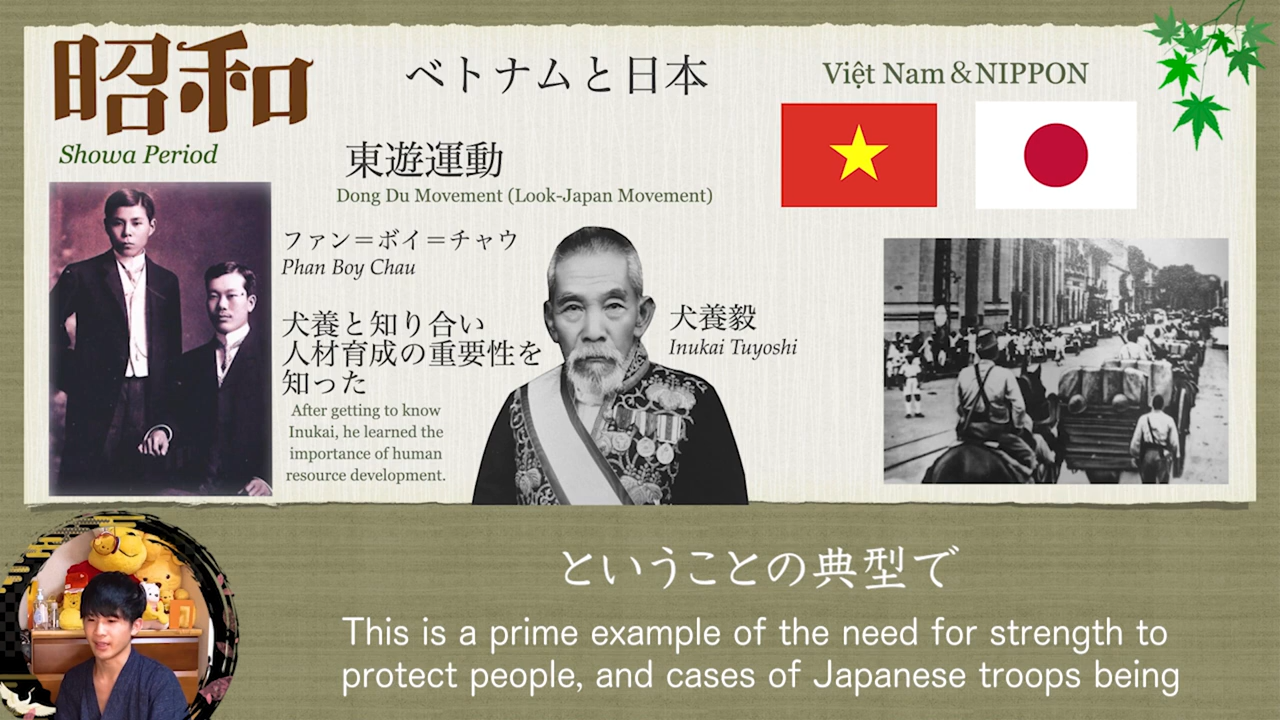 昭和
Showa Period
ベトナムと日本
Việt Nam＆NIPPON
東遊運動
Dong Du Movement (Look-Japan Movement)
ファン＝ボイ＝チャウ
Phan Boy Chau
犬養と知り合い
人材育成の重要性を
知った
After getting to know
Inukai, he learned the
importance of human
resource development.
犬養毅
Inukai Tuyoshi
ということの典型で
This is a prime example of the need for strength to
protect people, and cases of Japanese troops being